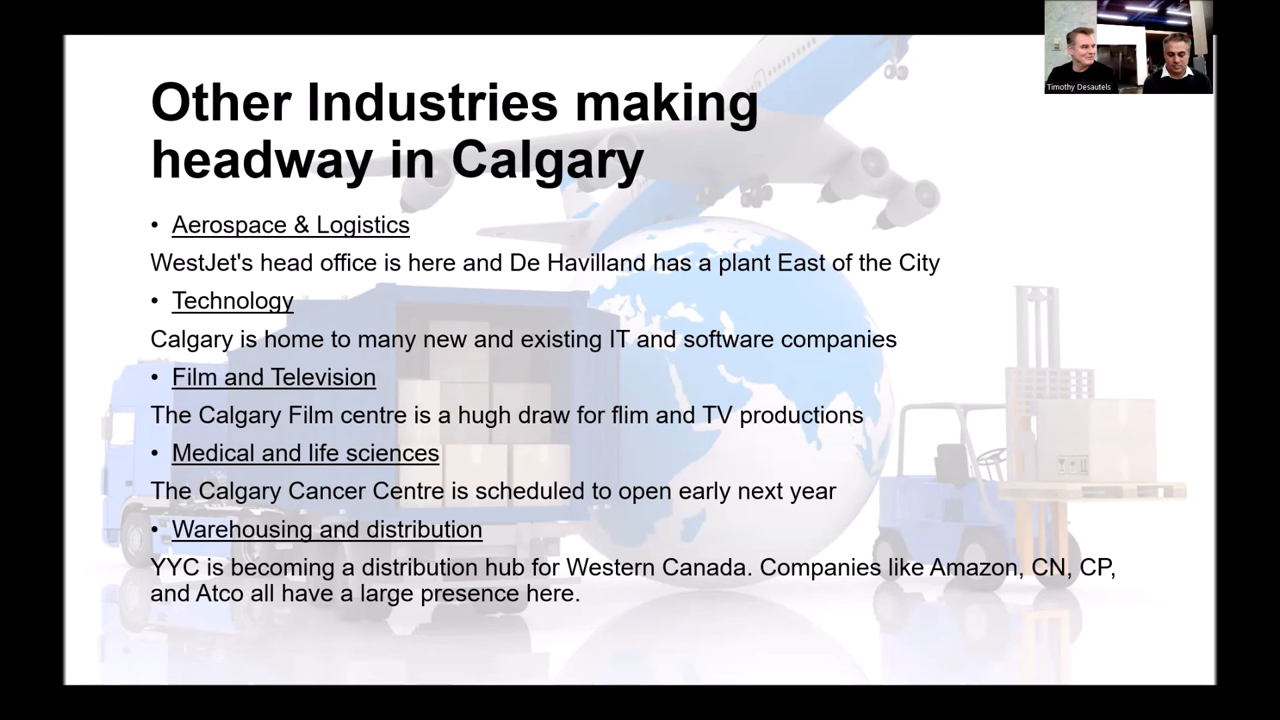 Timothy Desautels
Other Industries making
headway in Calgary
• Aerospace & Logistics
WestJet's head office is here and De Havilland has a plant East of the City
• Technology
Calgary is home to many new and existing IT and software companies
• Film and Television
The Calgary Film centre is a hugh draw for flim and TV productions
• Medical and life sciences
The Calgary Cancer Centre is scheduled to open early next year
• Warehousing and distribution
YYC is becoming a distribution hub for Western Canada. Companies like Amazon, CN, CP,
and Atco all have a large presence here.